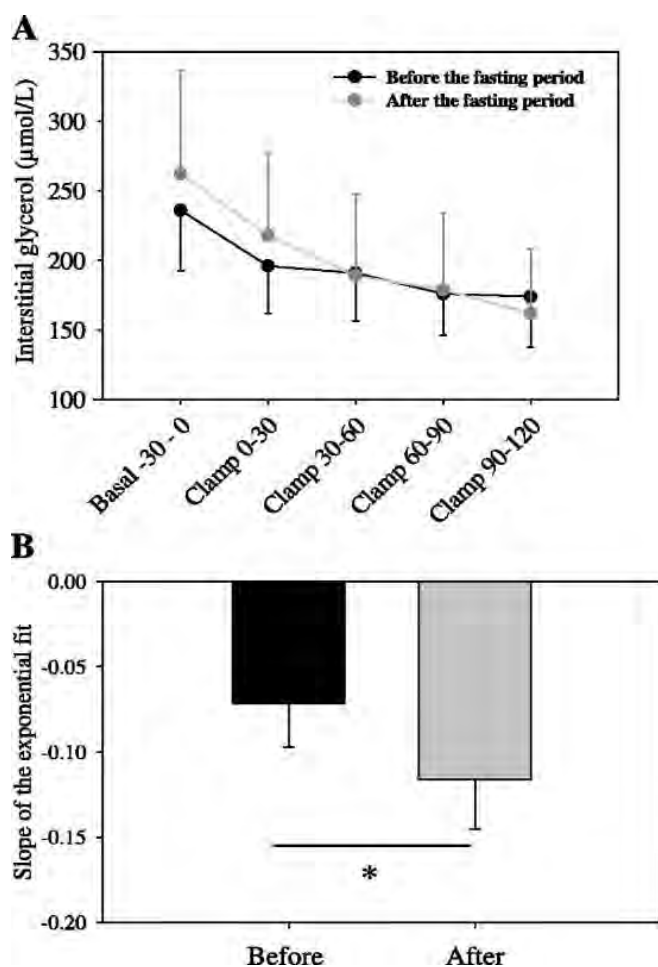 A
350
Before the fasting period
After the fasting period
300
250
200
150
100
Interstitial glycerol (µmol/L)
Basal -30 - 0
Clamp 0-30
Clamp 30-60
Clamp 60-90
Clamp 90-120
B
0.00
-0.05
-0.10
-0.15
-0.20
Slope of the exponential fit
*
Before After